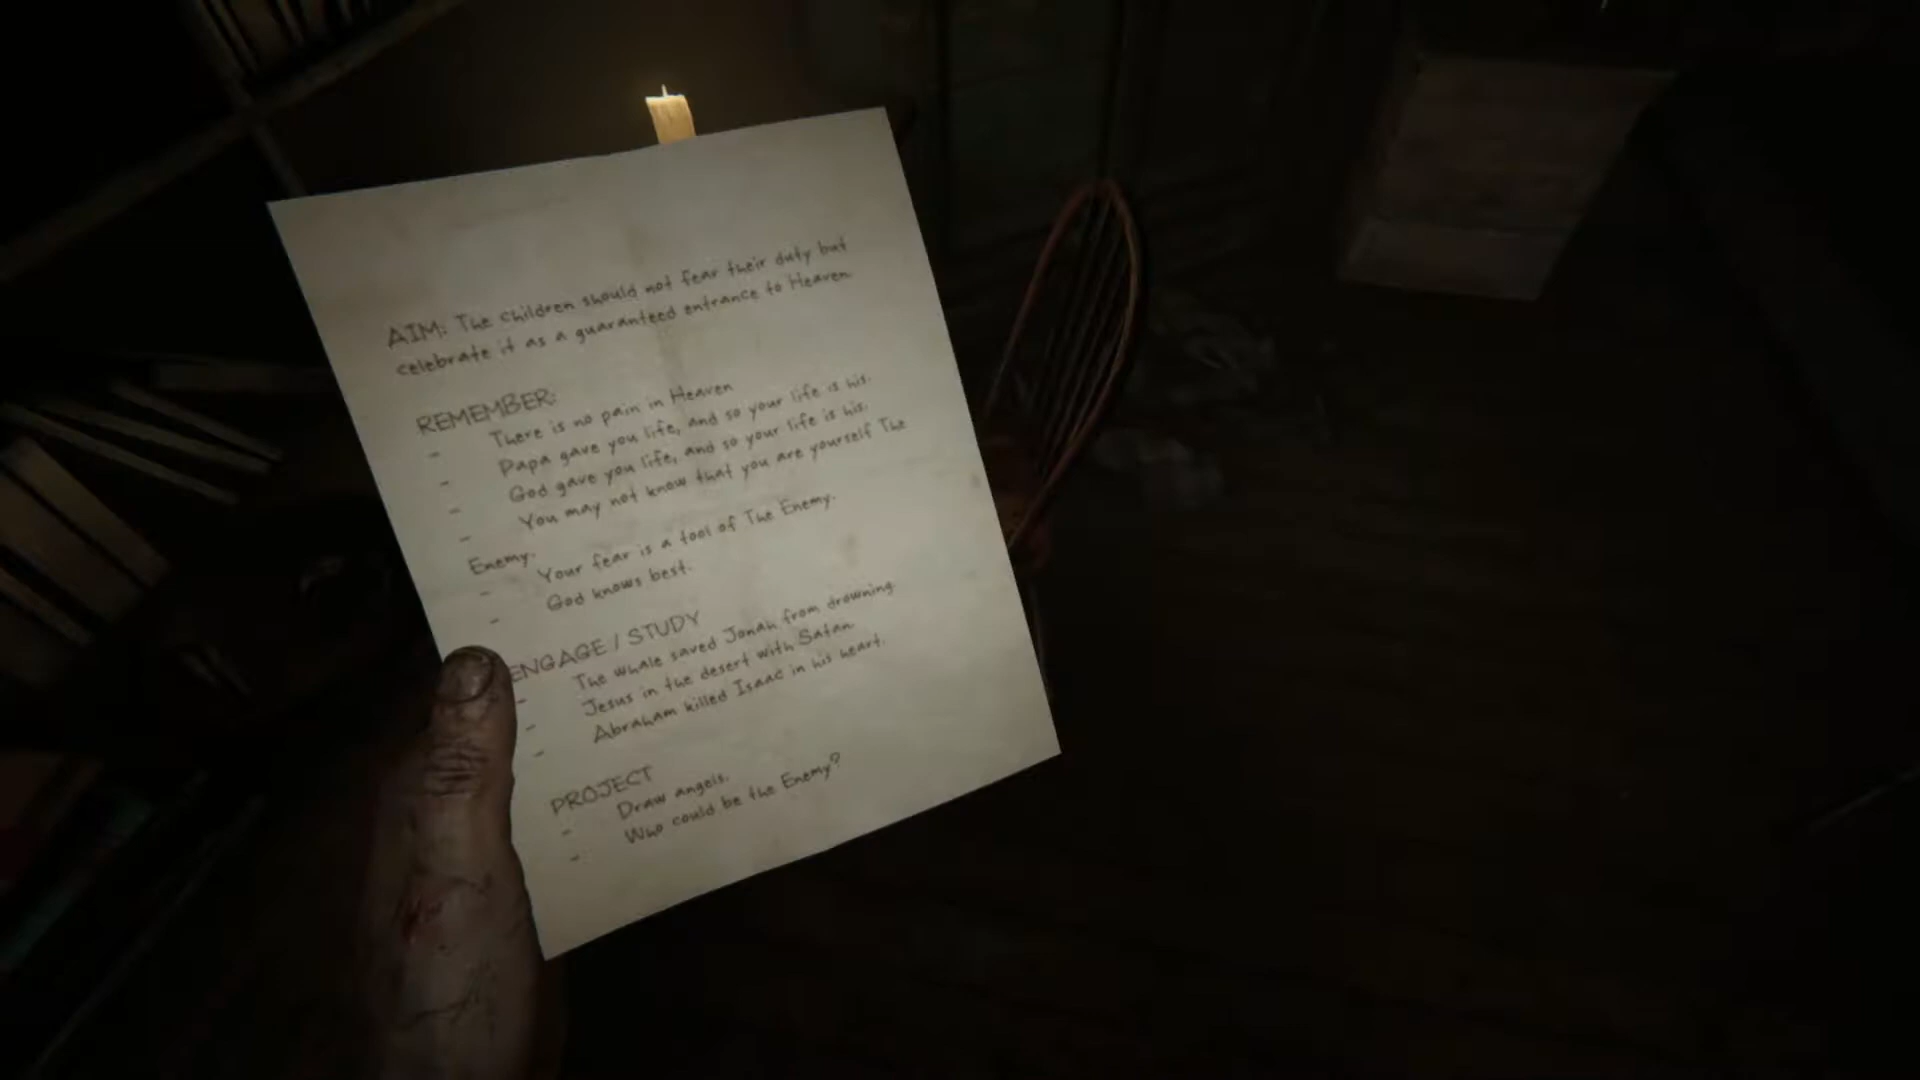 AIM: The children should not fear their duty but
celebrate it as a guaranteed entrance to Heaven.
REMEMBER:
- There is no pain in Heaven
- Papa gave you life, and so your life is his.
- God gave you life, and so your life is his.
- You may not know that you are yourself The
Enemy.
- Your fear is a tool of The Enemy.
- God knows best.
ENGAGE / STUDY
- The whale saved Jonah from drowning
- Jesus in the desert with Satan
- Abraham killed Isaac in his heart.
PROJECT
- Draw angels.
- Who could be the Enemy?